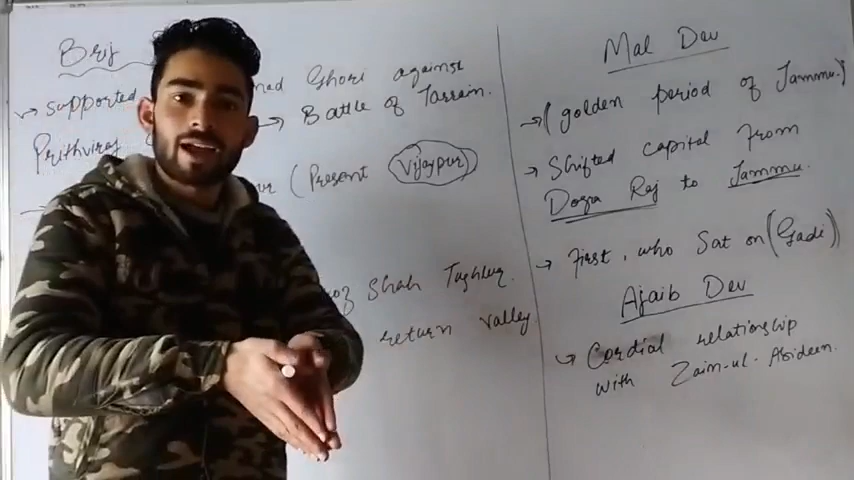 Brij
→ Supported
Ghori against
Prithviraj
→ Battle of Tarrain.
(Present Vijaypur)
Shah Tughluq.
return valley
Mal Dev
→ (golden period of Jammu.)
→ Shifted capital From
Dogra Raj to Jammu.
→ First, who Sat on (Gadi)
Ajaib Dev
→ Cordial relationship
with Zain-ul-Abideen.